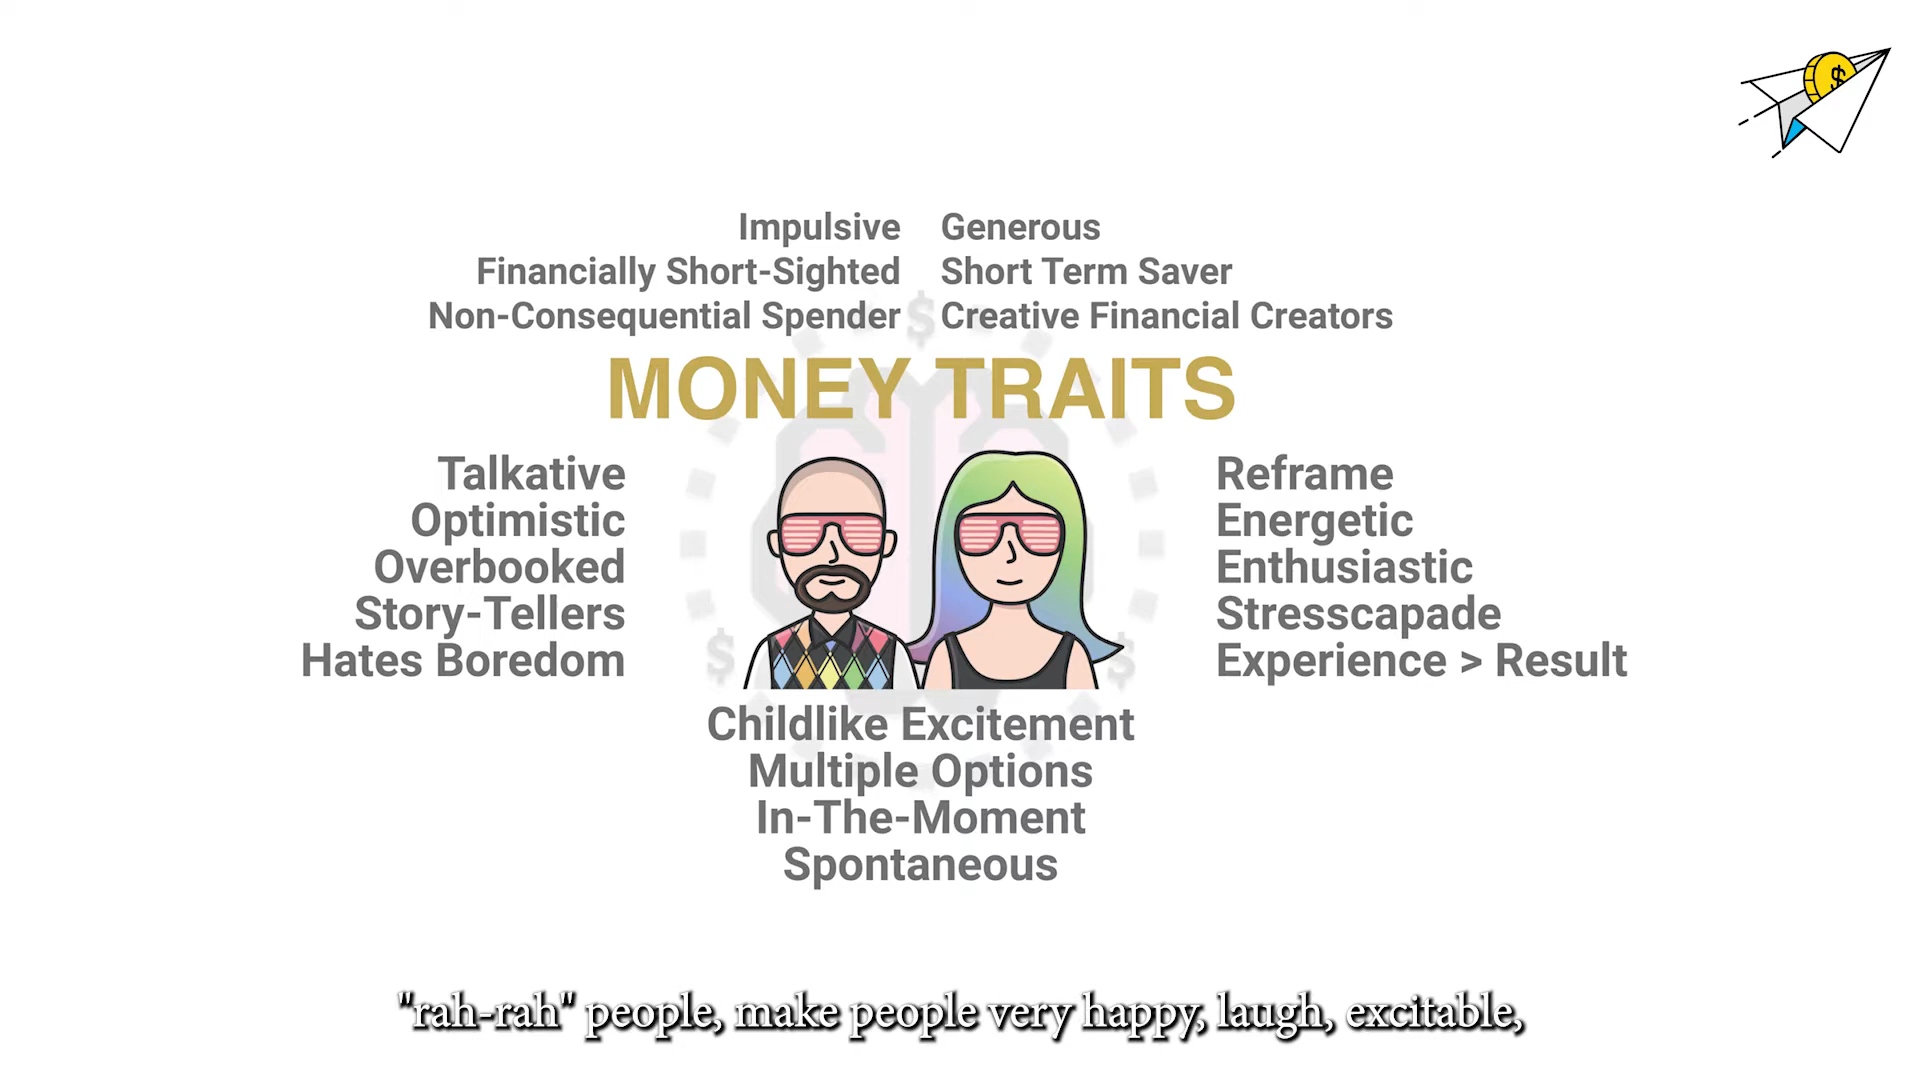 $
Impulsive
Financially Short-Sighted
Non-Consequential Spender
Generous
Short Term Saver
Creative Financial Creators
$
MONEY TRAITS
Talkative
Optimistic
Overbooked
Story-Tellers
Hates Boredom
Reframe
Energetic
Enthusiastic
Stresscapade
Experience > Result
$
$
Childlike Excitement
Multiple Options
In-The-Moment
Spontaneous
"rah-rah" people, make people very happy, laugh, excitable,